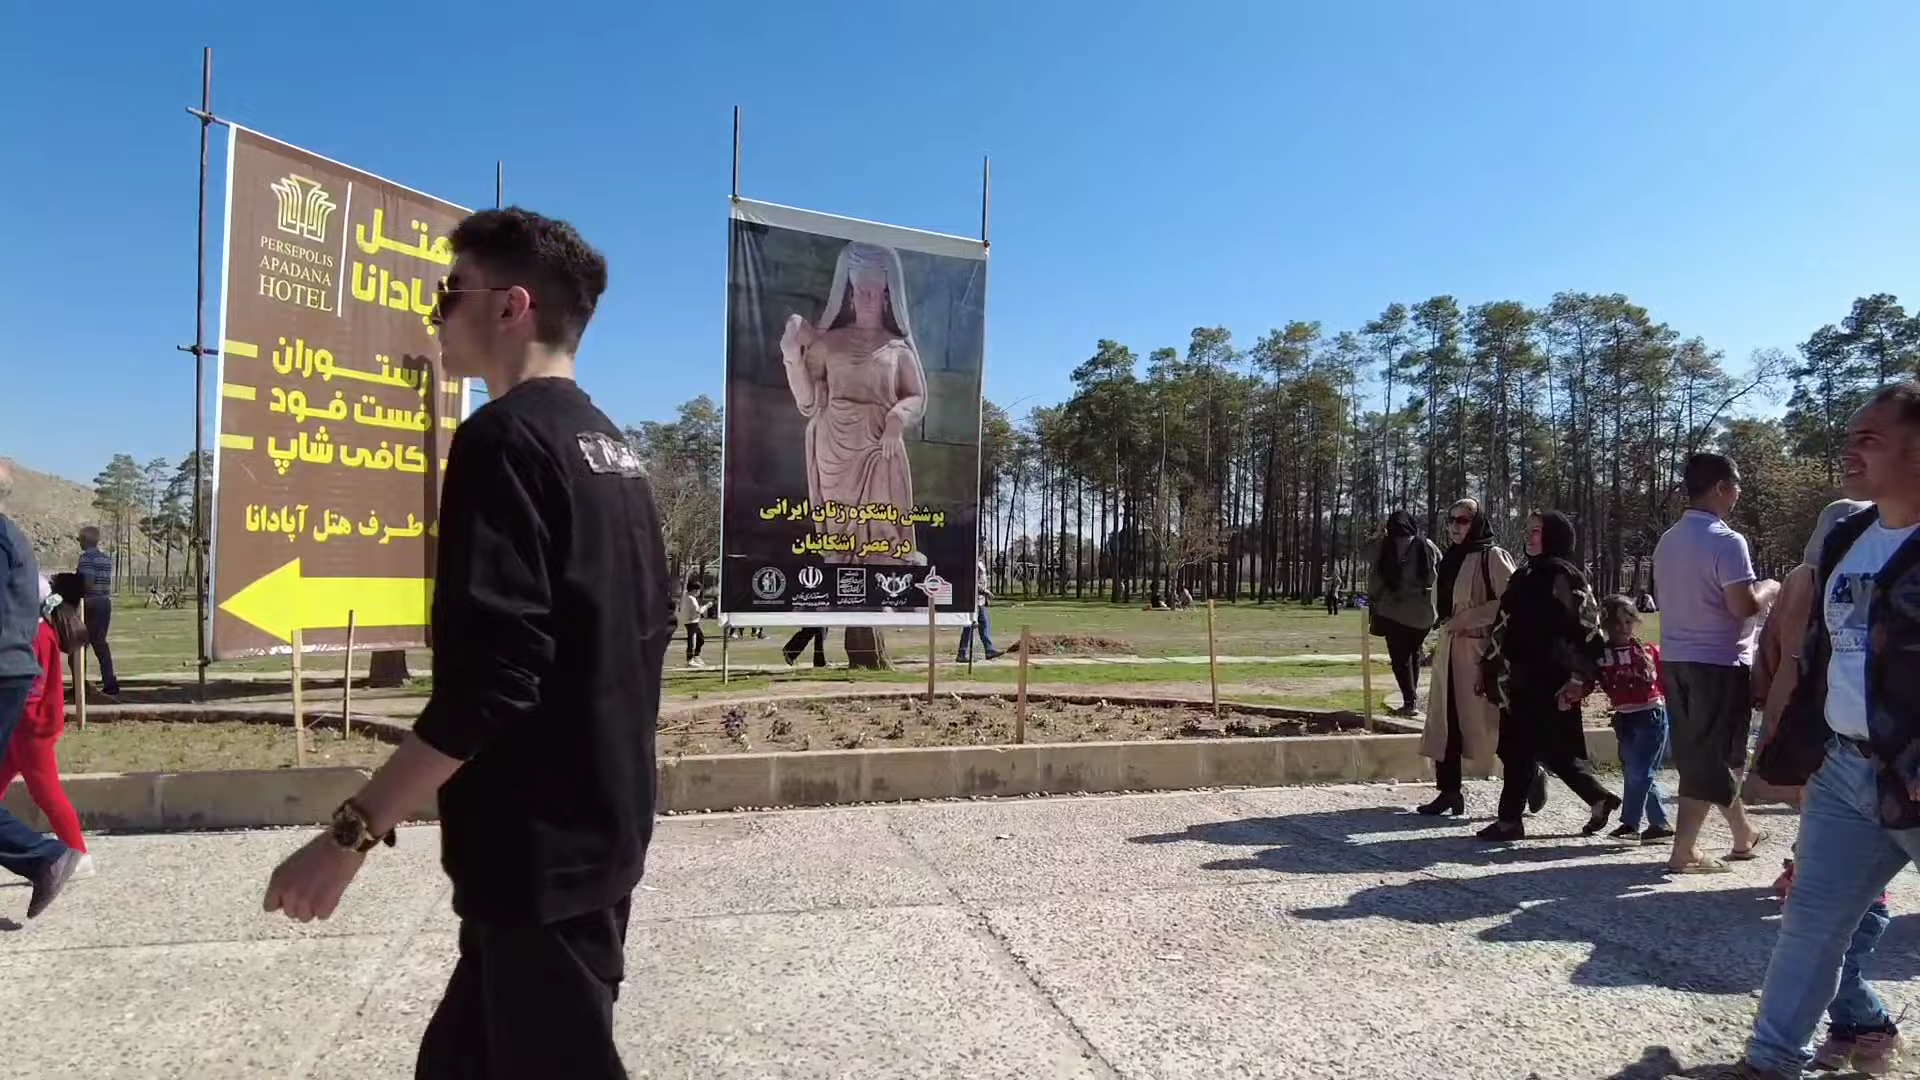 PERSEPOLIS
APADANA
HOTEL
هتل
آپادانا
رستوران
فست فود
کافی شاپ
طرف هتل آپادانا
پوشش باشکوه زنان ایرانی
در عصر اشکانیان